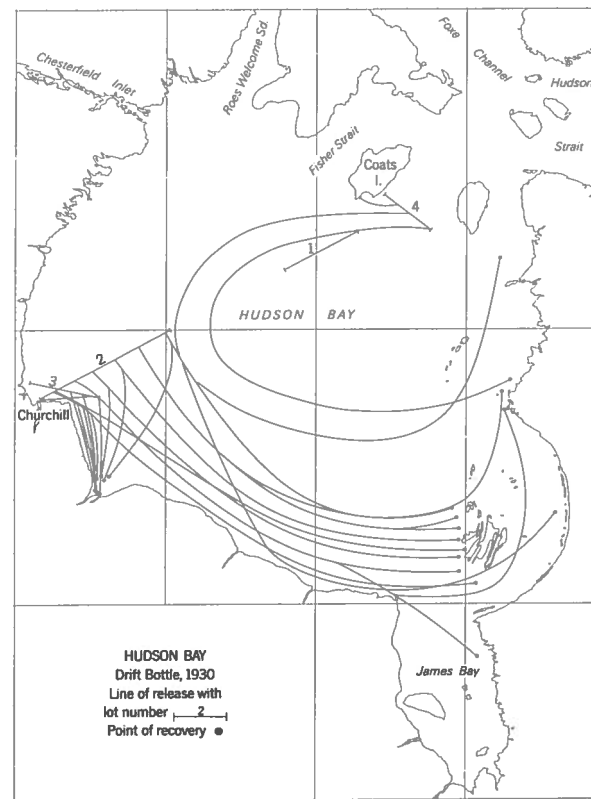 Foxe
Channel
Hudson
Strait
Chesterfield
Inlet
Roes Welcome Sd.
Fisher Strait
Coats
I.
4
1
HUDSON BAY
2
3
Churchill
HUDSON BAY
Drift Bottle, 1930
Line of release with
lot number 2
Point of recovery
James Bay